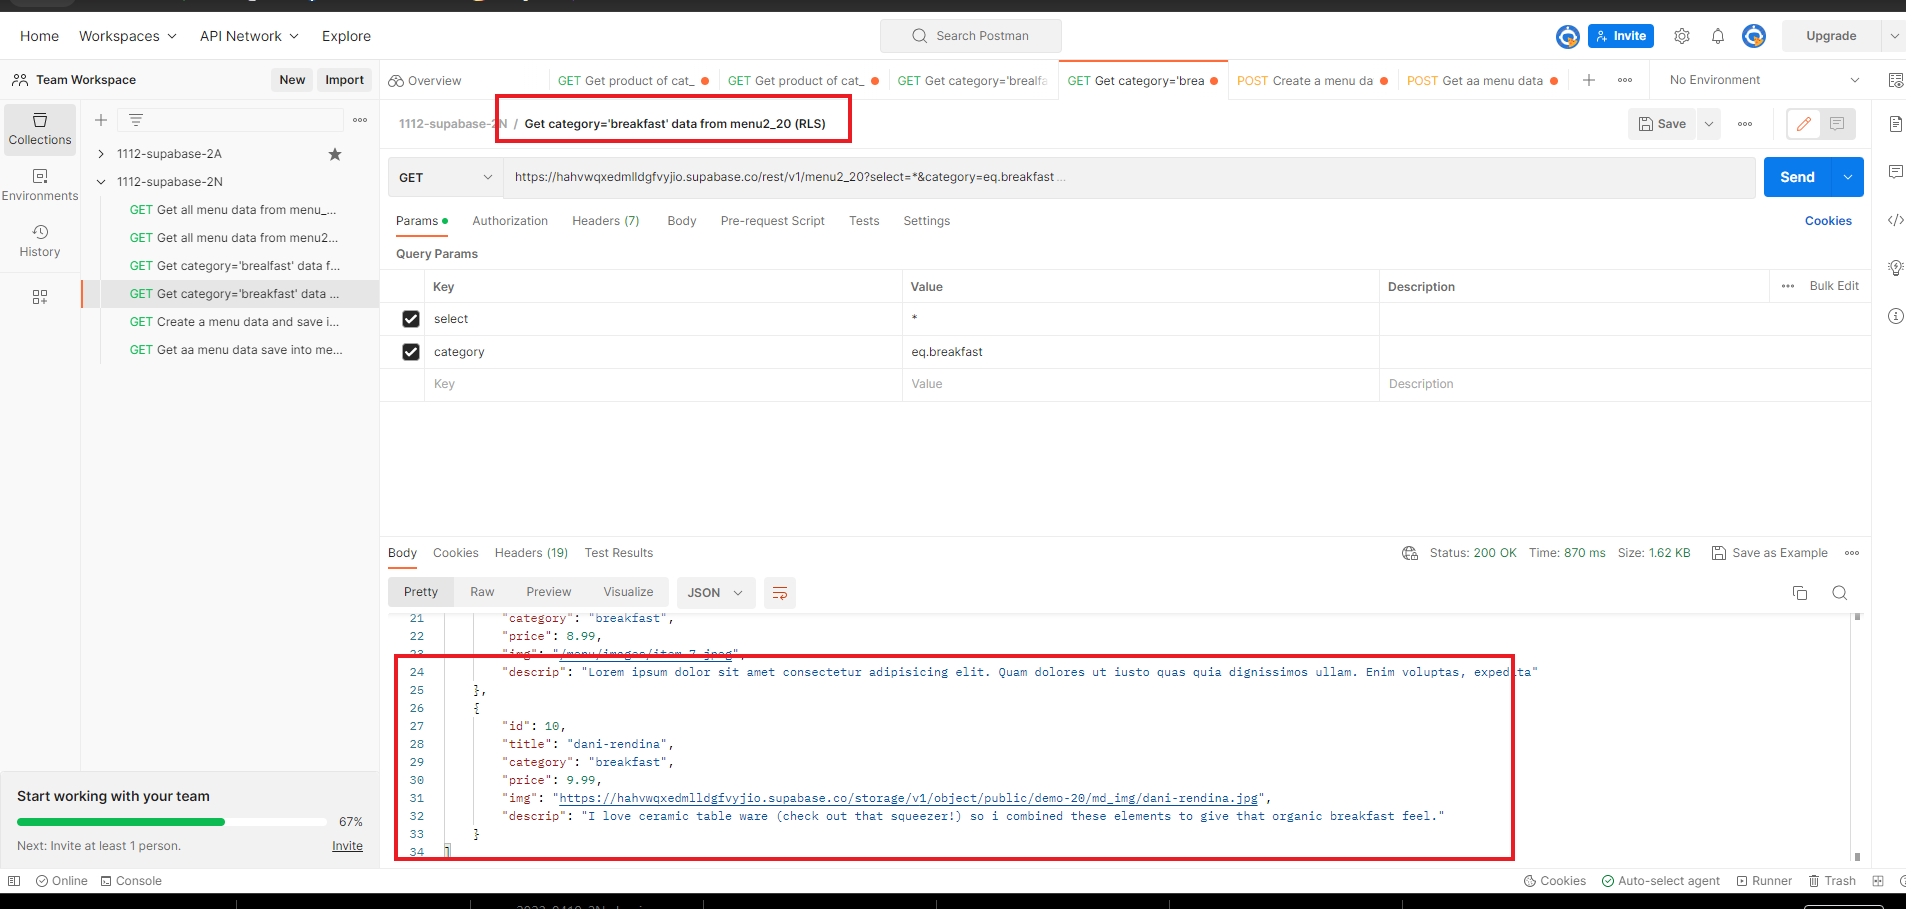 Home Workspaces API Network Explore Search Postman Invite Upgrade
Team Workspace New Import
Overview GET Get product of cat_ GET Get product of cat_ GET Get category='brealfa GET Get category='brea POST Create a menu da POST Get aa menu data No Environment
Collections
Environments
History
1112-supabase-2A
1112-supabase-2N
GET Get all menu data from menu_...
GET Get all menu data from menu2...
GET Get category='brealfast' data f...
GET Get category='breakfast' data ...
GET Create a menu data and save i...
GET Get aa menu data save into me...
1112-supabase-2N / Get category='breakfast' data from menu2_20 (RLS) Save
GET https://hahvwqxedmlldgfvyjio.supabase.co/rest/v1/menu2_20?select=*&category=eq.breakfast ... Send
Params Authorization Headers (7) Body Pre-request Script Tests Settings Cookies
Query Params
Key Value Description Bulk Edit
select *
category eq.breakfast
Key Value Description
Body Cookies Headers (19) Test Results Status: 200 OK Time: 870 ms Size: 1.62 KB Save as Example
Pretty Raw Preview Visualize JSON
21 "category": "breakfast",
22 "price": 8.99,
23 "img": "/menu/images/item-7.jpeg",
24 "descrip": "Lorem ipsum dolor sit amet consectetur adipisicing elit. Quam dolores ut iusto quas quia dignissimos ullam. Enim voluptas, expedita"
25 },
26 {
27 "id": 10,
28 "title": "dani-rendina",
29 "category": "breakfast",
30 "price": 9.99,
31 "img": "https://hahvwqxedmlldgfvyjio.supabase.co/storage/v1/object/public/demo-20/md_img/dani-rendina.jpg",
32 "descrip": "I love ceramic table ware (check out that squeezer!) so i combined these elements to give that organic breakfast feel."
33 }
34 ]
Start working with your team
67%
Next: Invite at least 1 person. Invite
Online Console Cookies Auto-select agent Runner Trash